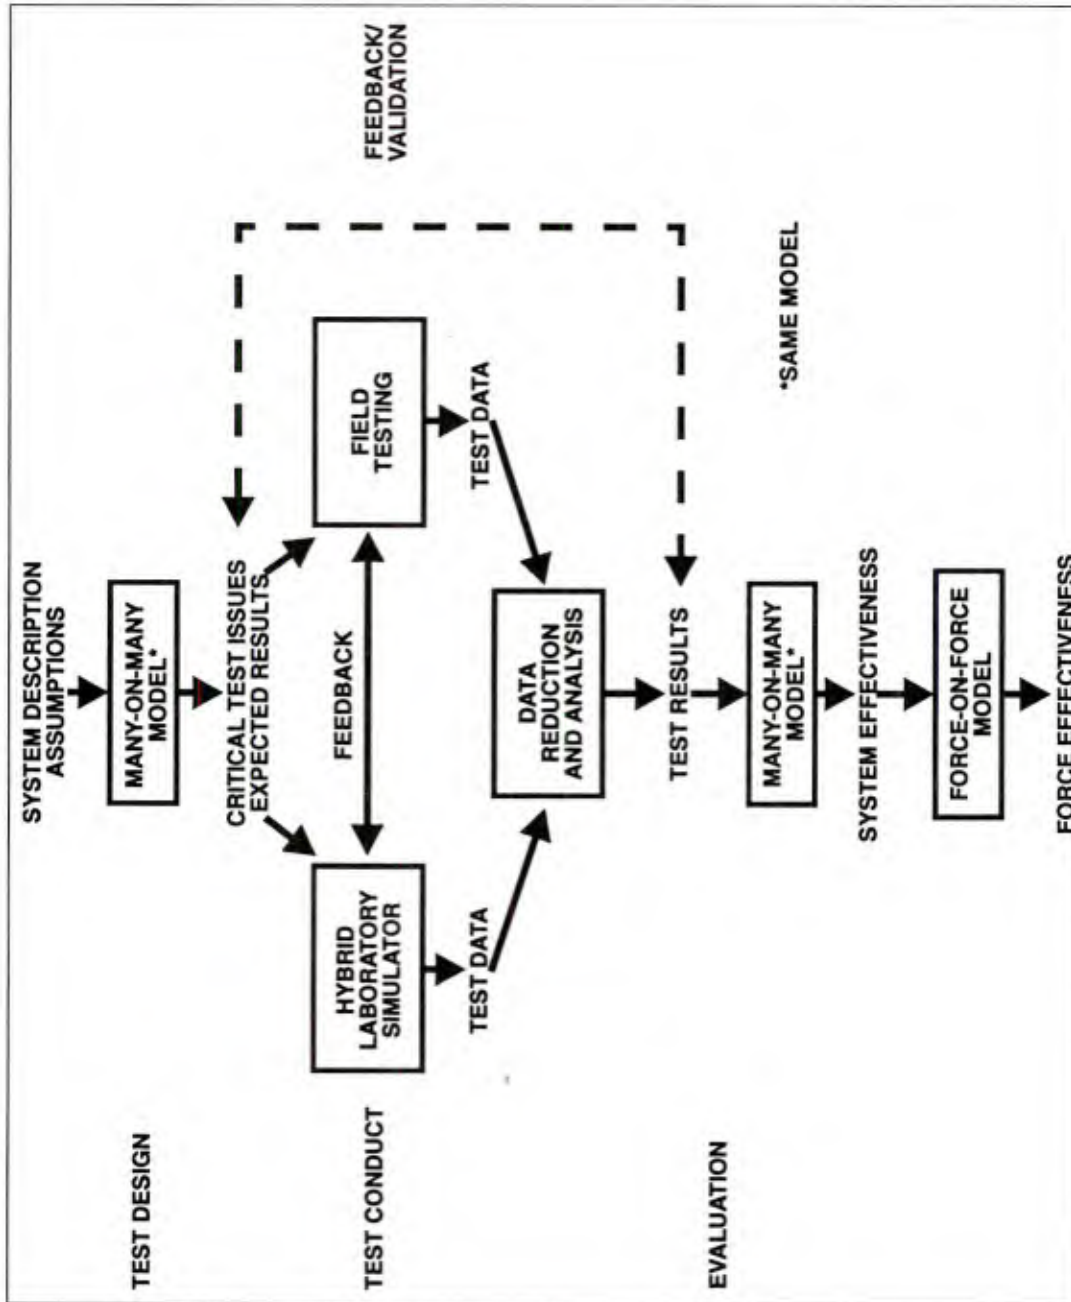 SYSTEM DESCRIPTION
ASSUMPTIONS
TEST DESIGN
MANY-ON-MANY
MODEL*
CRITICAL TEST ISSUES
EXPECTED RESULTS
FEEDBACK/
VALIDATION
TEST CONDUCT
HYBRID
LABORATORY
SIMULATOR
FEEDBACK
FIELD
TESTING
TEST DATA
TEST DATA
DATA
REDUCTION
AND ANALYSIS
EVALUATION
TEST RESULTS
MANY-ON-MANY
MODEL*
*SAME MODEL
SYSTEM EFFECTIVENESS
FORCE-ON-FORCE
MODEL
FORCE EFFECTIVENESS